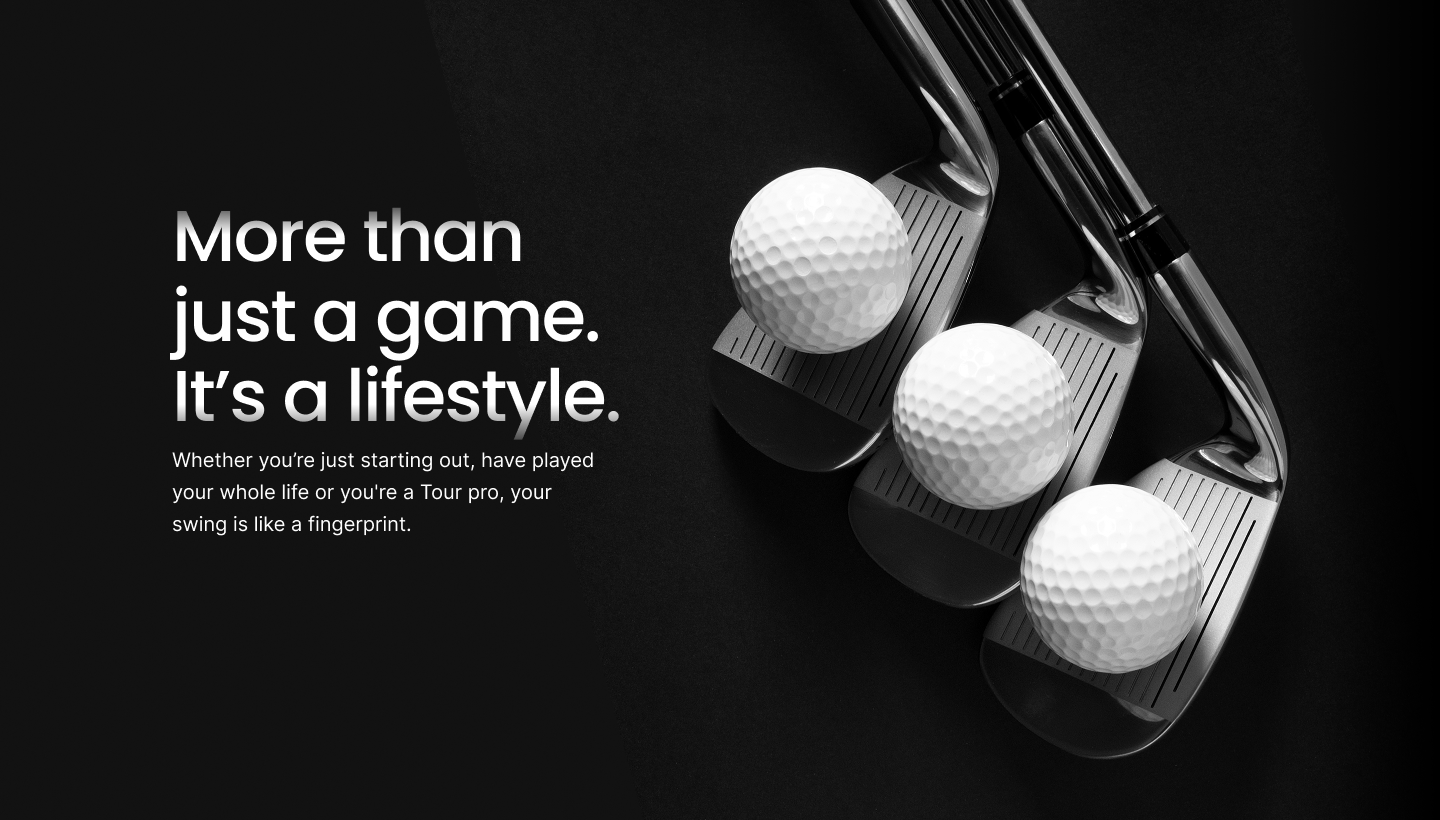 More than
just a game.
It’s a lifestyle.
Whether you’re just starting out, have played
your whole life or you're a Tour pro, your
swing is like a fingerprint.